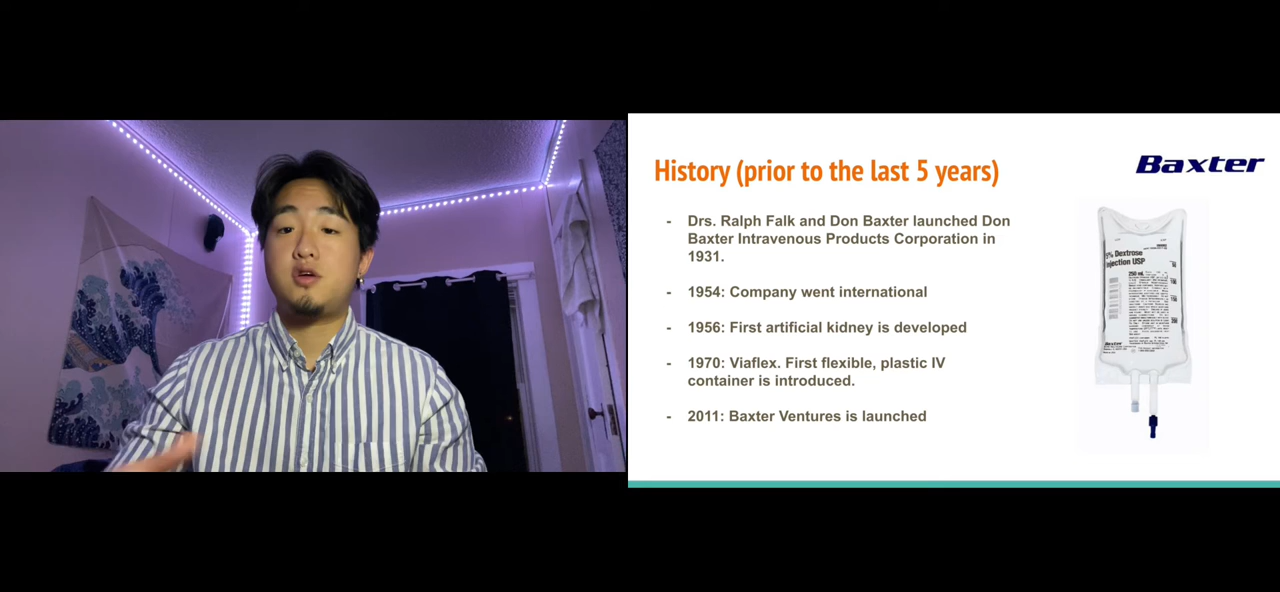 History (prior to the last 5 years)
Baxter
- Drs. Ralph Falk and Don Baxter launched Don
Baxter Intravenous Products Corporation in
1931.
- 1954: Company went international
- 1956: First artificial kidney is developed
- 1970: Viaflex. First flexible, plastic IV
container is introduced.
- 2011: Baxter Ventures is launched
5% Dextrose
Injection USP
250 mL
Baxter